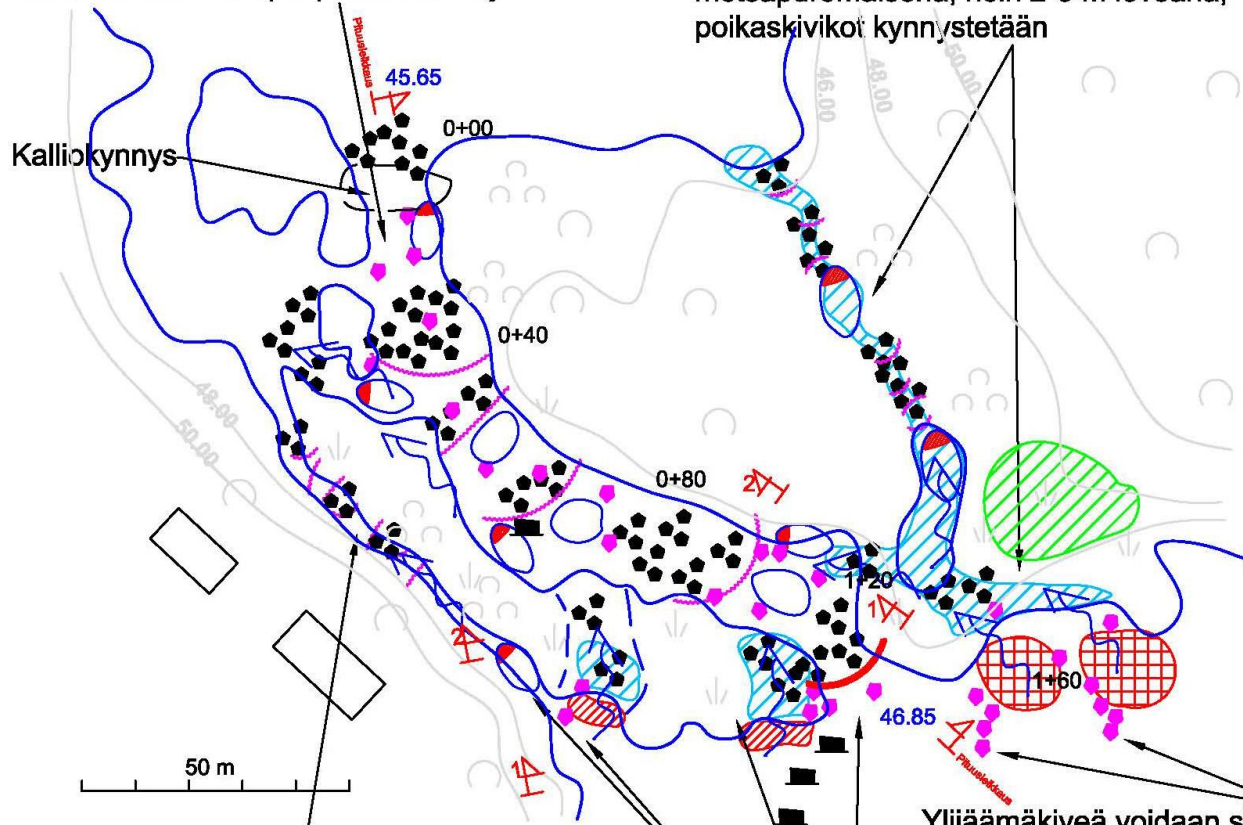 metsäpuromaisena, noin 2-3 m leveänä,
poikaskivikot kynnystetään
Pituusleikkaus
45.65
0+00
46.00
48.00
50.00
Kalliokynnys
0+40
48.00
50.00
0+80
2
1+20
1
2
1+60
46.85
1
Pituusleikkaus
50 m
Ylijäämäkiveä voidaan s